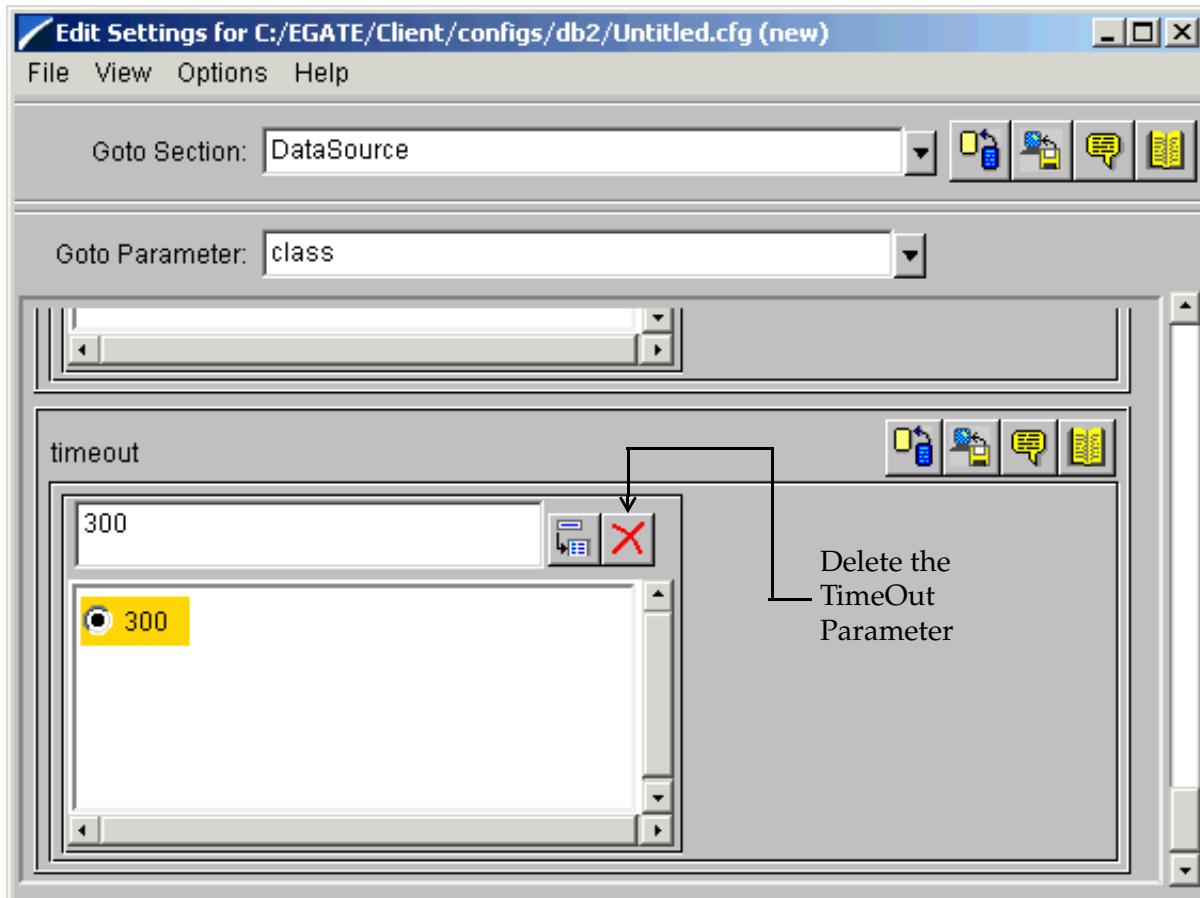 Edit Settings for C:/EGATE/Client/configs/db2/Untitled.cfg (new)
File View Options Help
Goto Section: DataSource
Goto Parameter: class
timeout
300
300
Delete the
TimeOut
Parameter